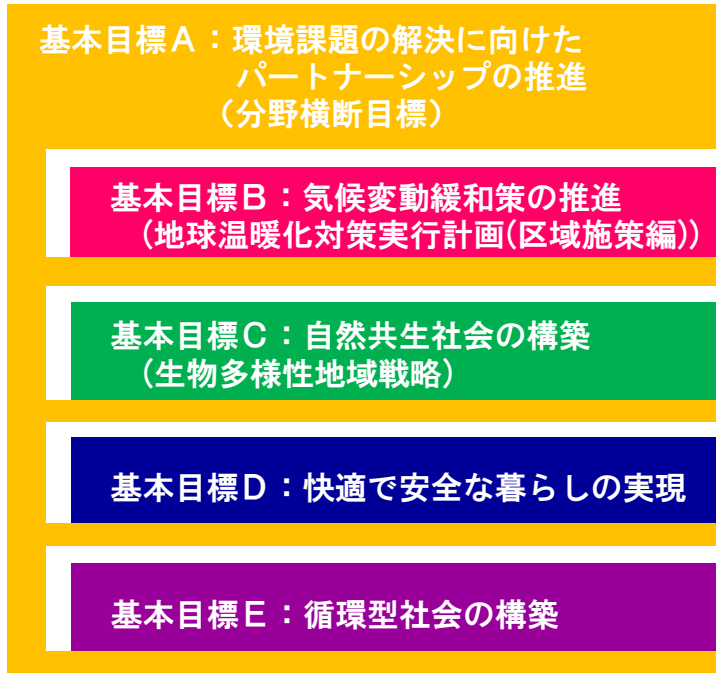 基本目標Ａ：環境課題の解決に向けた
パートナーシップの推進
（分野横断目標）
基本目標Ｂ：気候変動緩和策の推進
（地球温暖化対策実行計画(区域施策編)）
基本目標Ｃ：自然共生社会の構築
（生物多様性地域戦略）
基本目標Ｄ：快適で安全な暮らしの実現
基本目標Ｅ：循環型社会の構築